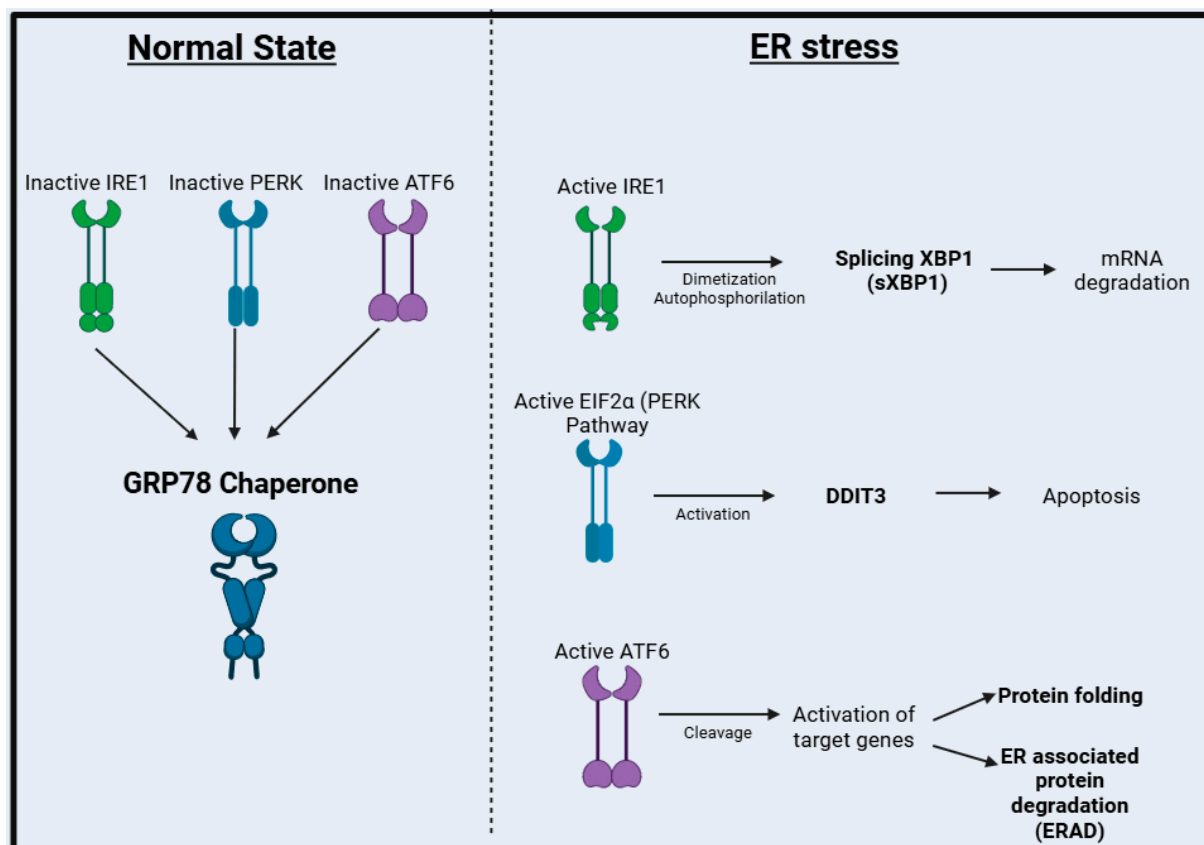 Normal State
Inactive IRE1
Inactive PERK
Inactive ATF6
GRP78 Chaperone
ER stress
Active IRE1
Dimetization
Autophosphorilation
Splicing XBP1
(sXBP1)
mRNA
degradation
Active EIF2α (PERK
Pathway
Activation
DDIT3
Apoptosis
Active ATF6
Cleavage
Activation of
target genes
Protein folding
ER associated
protein
degradation
(ERAD)